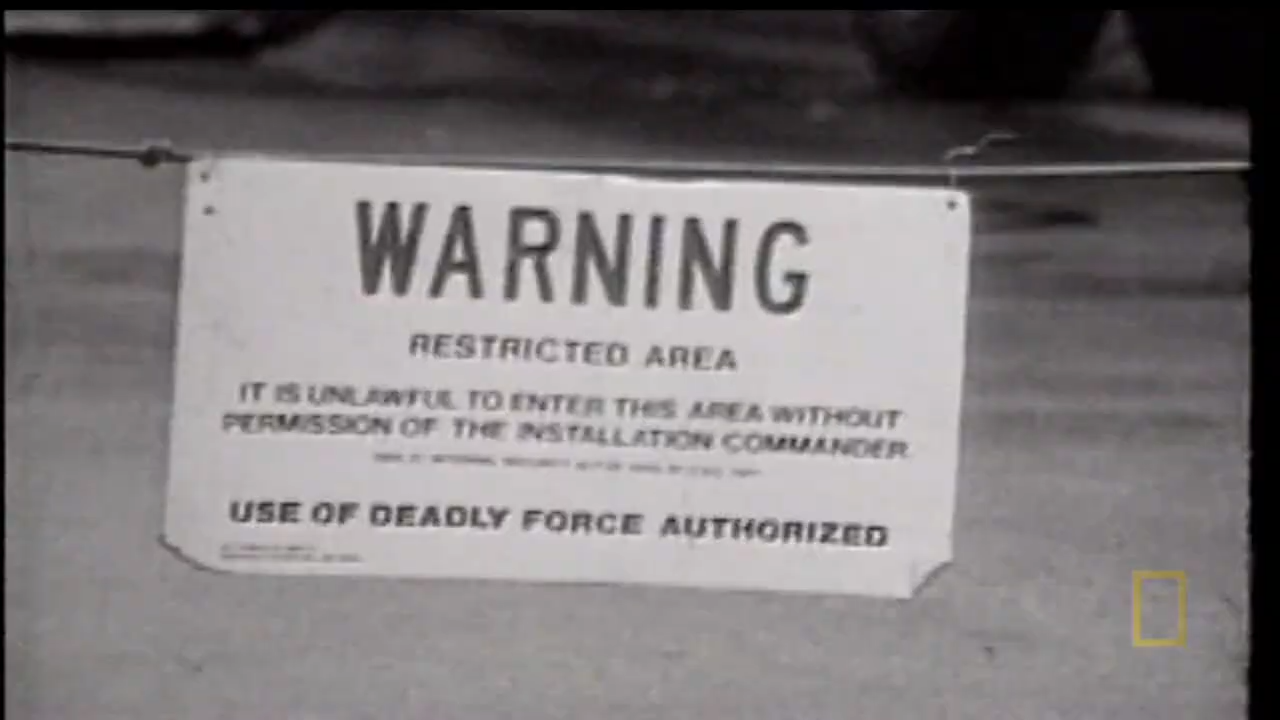 WARNING
RESTRICTED AREA
IT IS UNLAWFUL TO ENTER THIS AREA WITHOUT
PERMISSION OF THE INSTALLATION COMMANDER.
USE OF DEADLY FORCE AUTHORIZED